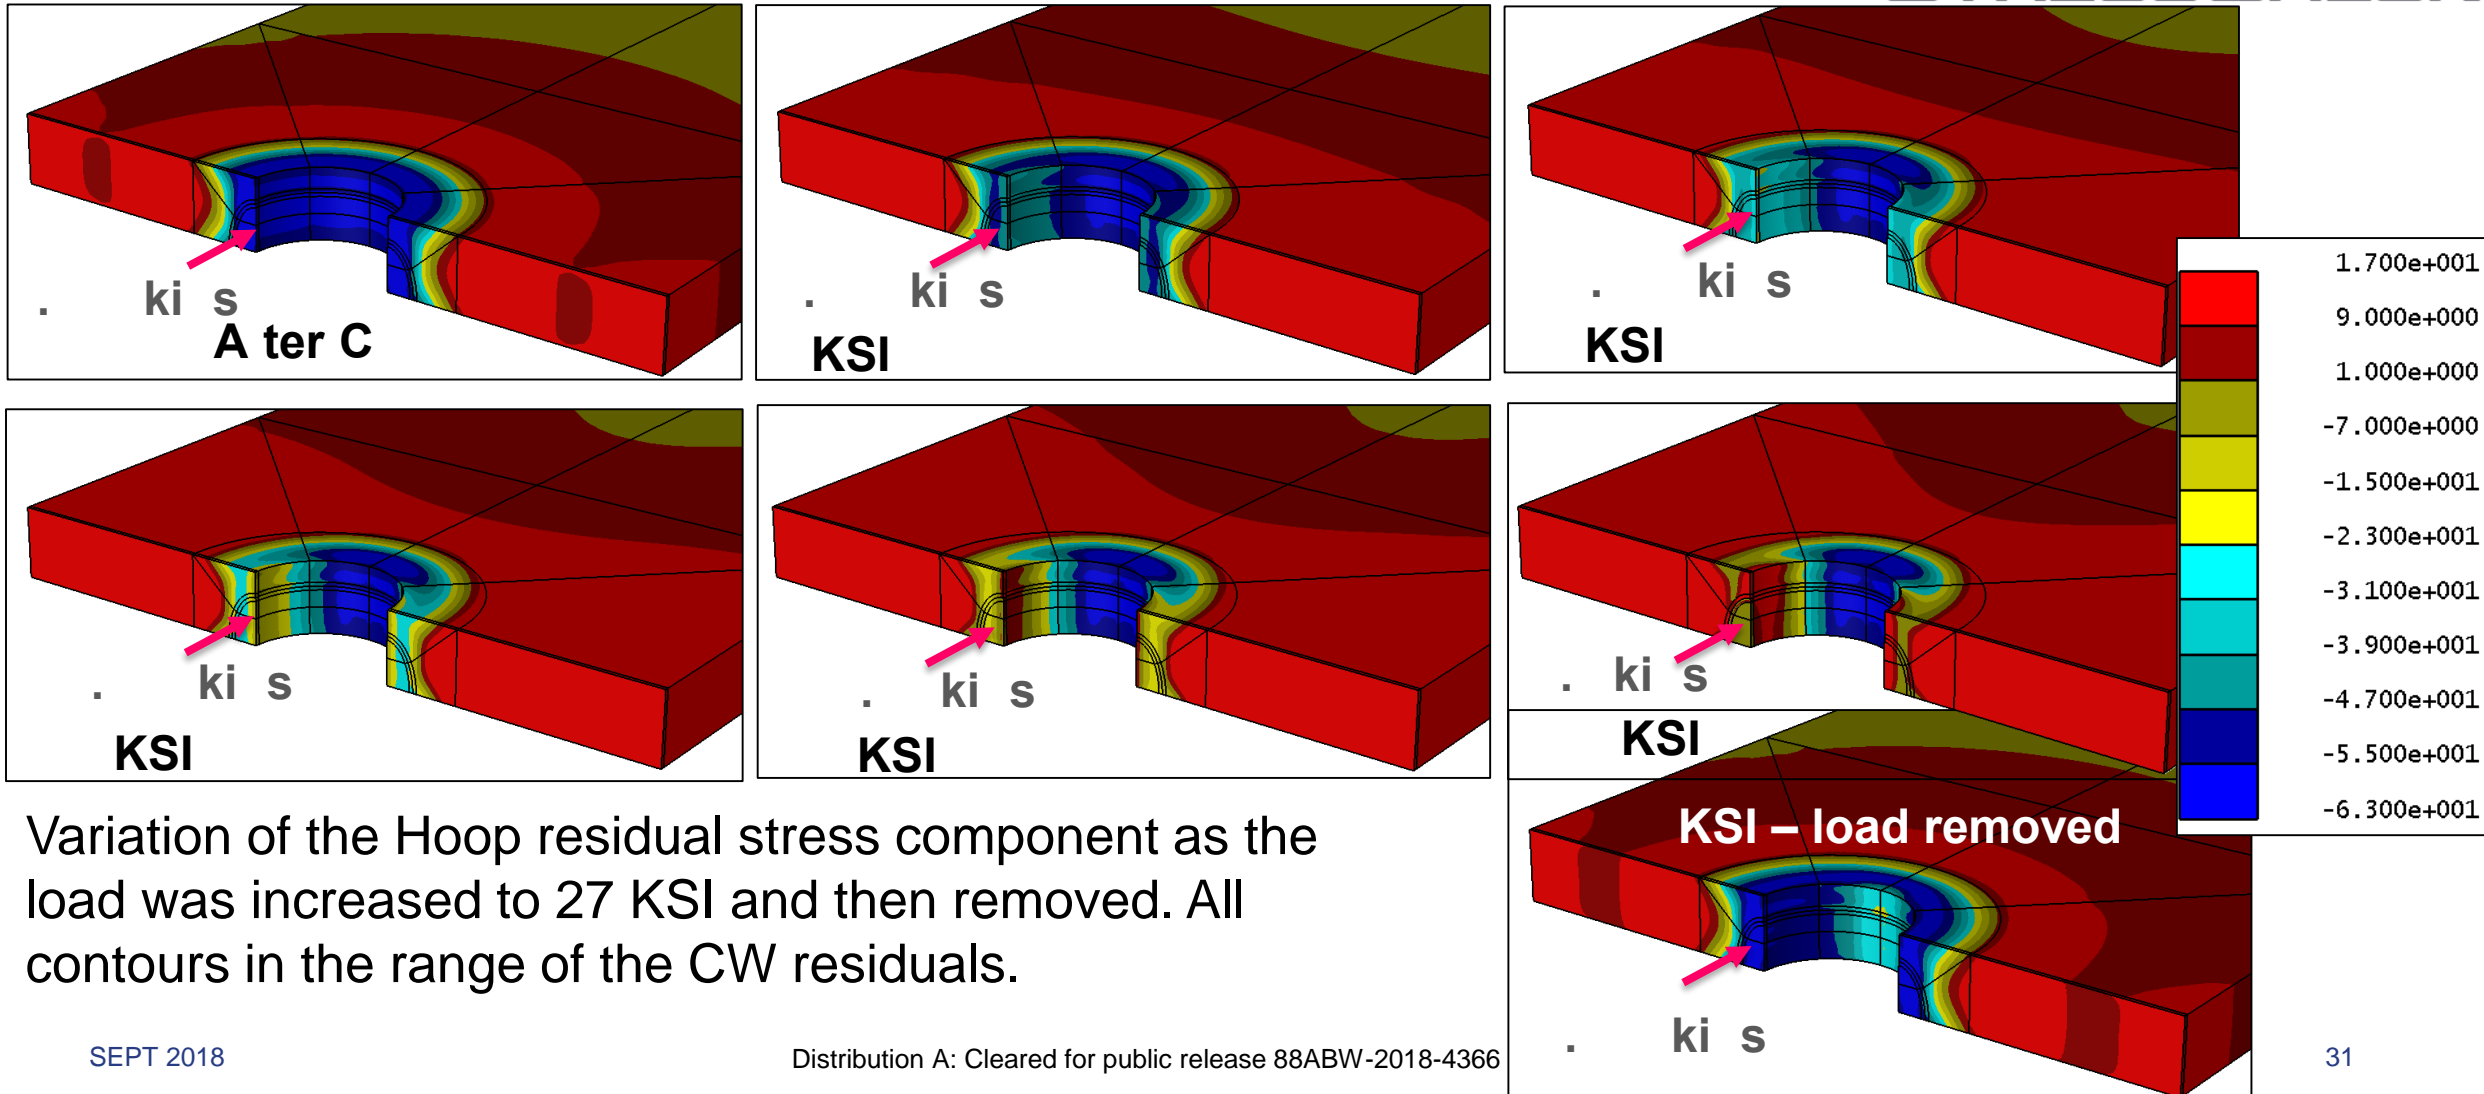 . ki s
A ter C
. ki s
KSI
. ki s
KSI
1.700e+001
9.000e+000
1.000e+000
-7.000e+000
-1.500e+001
-2.300e+001
-3.100e+001
-3.900e+001
-4.700e+001
-5.500e+001
-6.300e+001
. ki s
KSI
. ki s
KSI
. ki s
KSI
KSI – load removed
. ki s
Variation of the Hoop residual stress component as the
load was increased to 27 KSI and then removed. All
contours in the range of the CW residuals.
SEPT 2018
Distribution A: Cleared for public release 88ABW-2018-4366
31